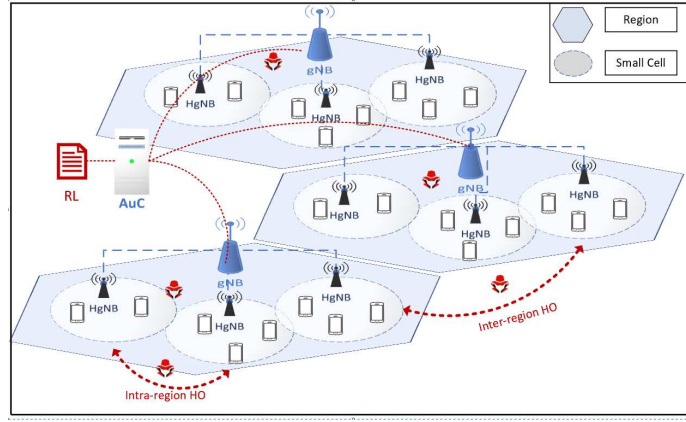 Region
Small Cell
gNB
HgNB
HgNB
HgNB
RL
AuC
gNB
HgNB
HgNB
HgNB
gNB
HgNB
HgNB
HgNB
Inter-region HO
Intra-region HO